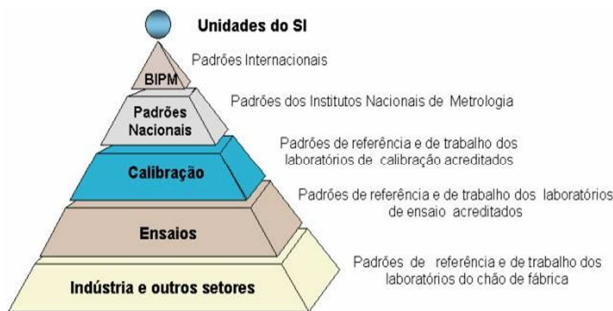 Unidades do SI
Padrões Internacionais
BIPM
Padrões dos Institutos Nacionais de Metrologia
Padrões
Nacionais
Padrões de referência e de trabalho dos
laboratórios de calibração acreditados
Calibração
Padrões de referência e de trabalho dos laboratórios
de ensaio acreditados
Ensaios
Padrões de referência e de trabalho dos
laboratórios do chão de fábrica
Indústria e outros setores